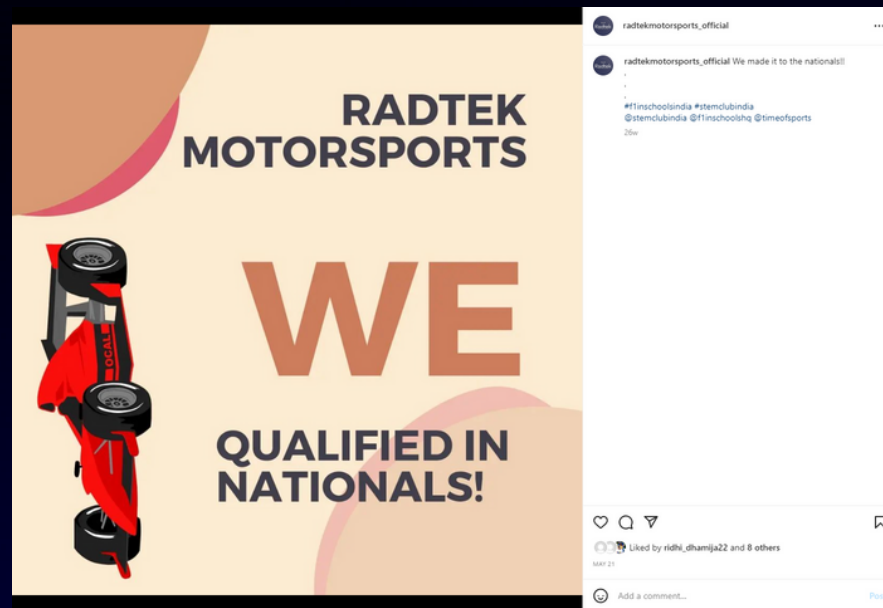 RADTEK
MOTORSPORTS
WE
QUALIFIED IN
NATIONALS!
OCAL
radtekmotorsports_official
radtekmotorsports_official We made it to the nationals!!
.
.
.
#f1inschoolsindia #stemclubindia
@stemclubindia @f1inschoolshq @timeofsports
26w
Liked by ridhi_dhamija22 and 8 others
MAY 21
Add a comment...